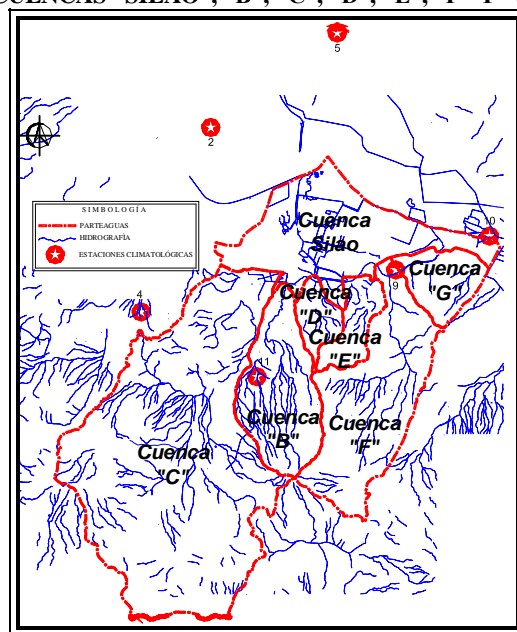 CUENCAS "SILAO", "B", "C", "D", "E", "F"
5
2
SIMBOLOGÍA
PARTEAGUAS
HIDROGRAFÍA
ESTACIONES CLIMATOLÓGICAS
Cuenca
Silao
10
9
Cuenca
"G"
4
Cuenca
"D"
Cuenca
"E"
11
Cuenca
"B"
Cuenca
"F"
Cuenca
"C"